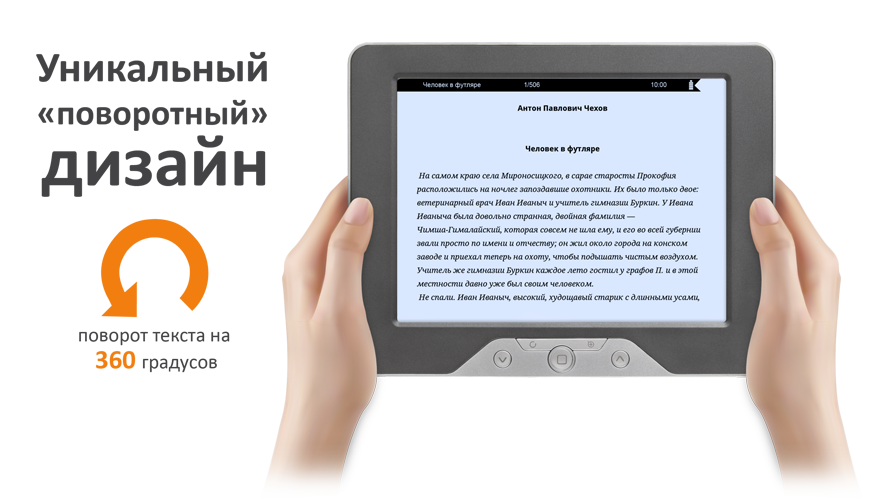 Уникальный
«поворотный»
дизайн
поворот текста на
360 градусов
Человек в футляре 1/506 10:00
Антон Павлович Чехов
Человек в футляре
На самом краю села Мироносицкого, в сарае старосты Прокофия
расположились на ночлег запоздавшие охотники. Их было только двое:
ветеринарный врач Иван Иваныч и учитель гимназии Буркин. У Ивана
Иваныча была довольно странная, двойная фамилия —
Чимша-Гималайский, которая совсем не шла ему, и его во всей губернии
звали просто по имени и отчеству; он жил около города на конском
заводе и приехал теперь на охоту, чтобы подышать чистым воздухом.
Учитель же гимназии Буркин каждое лето гостил у графов П. и в этой
местности давно уже был своим человеком.
Не спали. Иван Иваныч, высокий, худощавый старик с длинными усами,